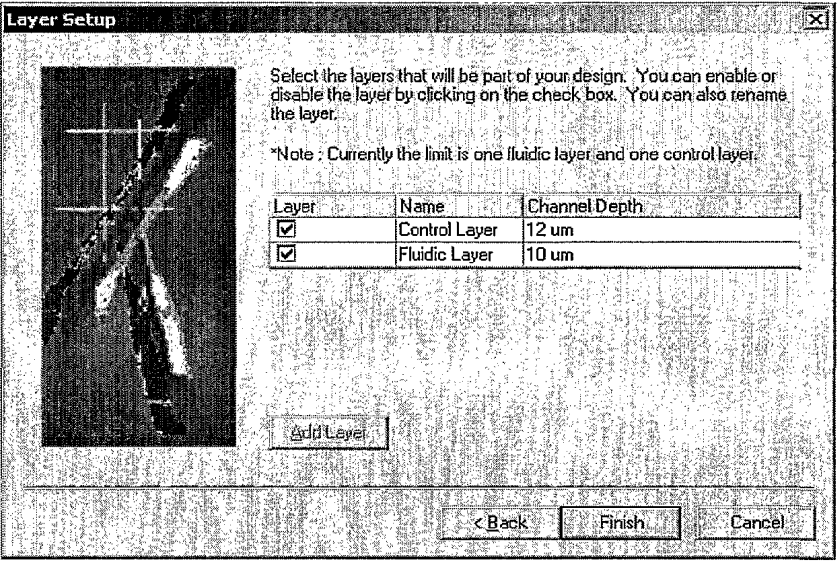 Layer Setup
Select the layers that will be part of your design. You can enable or
disable the layer by clicking on the check box. You can also rename
the layer.
*Note : Currently the limit is one fluidic layer and one control layer.
Layer Name Channel Depth
Control Layer 12 um
Fluidic Layer 10 um
Add Layer
< Back Finish Cancel